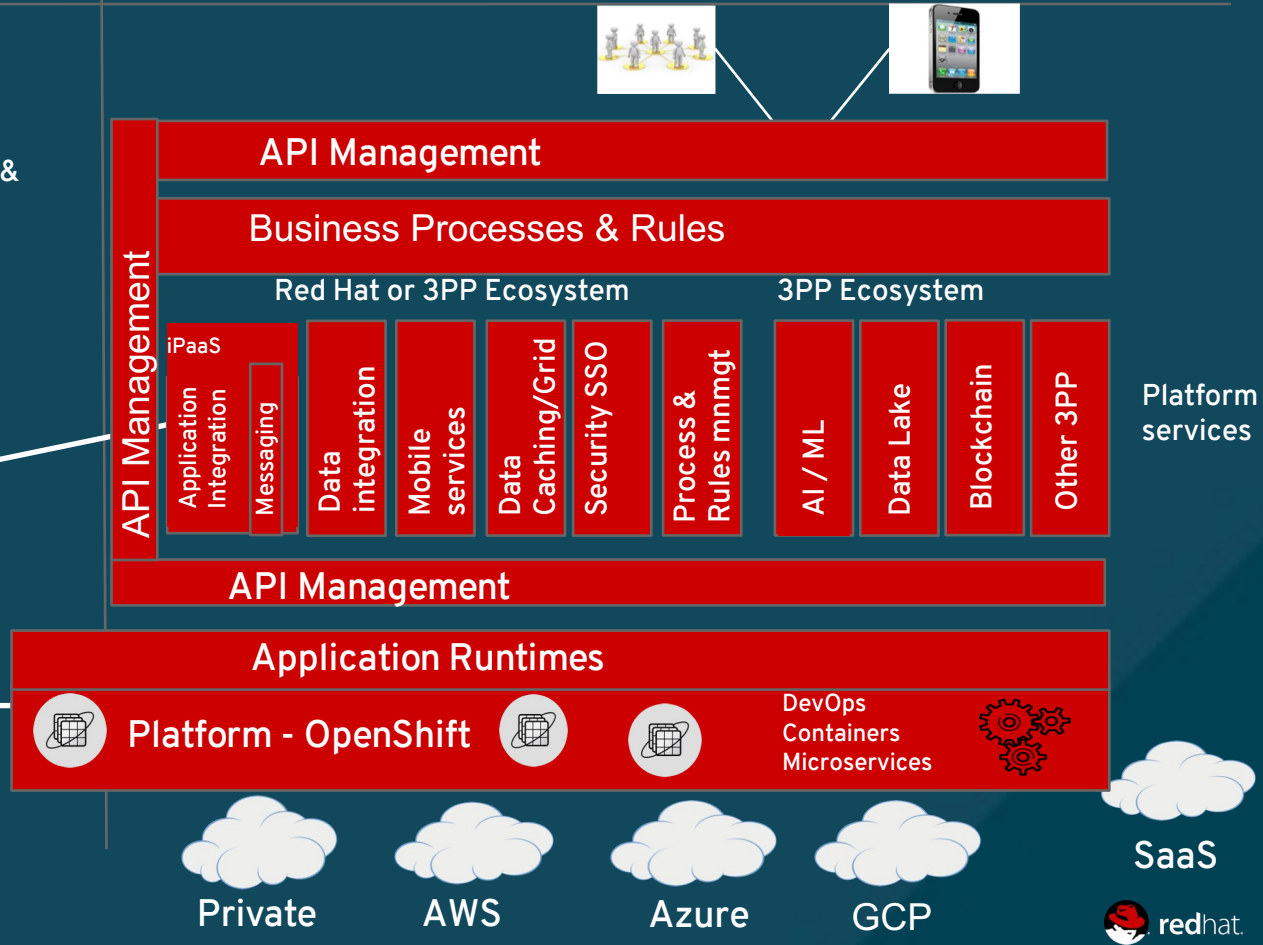 API Management
&
Business Processes & Rules
API Management
Red Hat or 3PP Ecosystem
3PP Ecosystem
iPaaS
Application
Integration
Messaging
Data
integration
Mobile
services
Data
Caching/Grid
Security SSO
Process &
Rules mnmgt
AI / ML
Data Lake
Blockchain
Other 3PP
Platform
services
API Management
Application Runtimes
Platform - OpenShift
DevOps
Containers
Microservices
Private
AWS
Azure
GCP
SaaS
redhat.